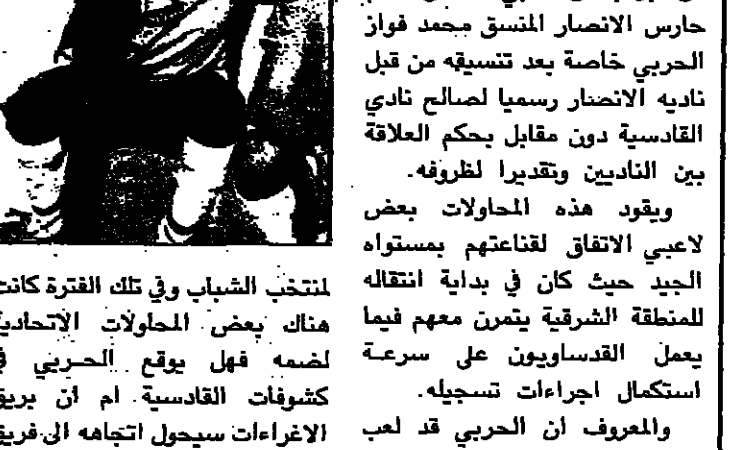 حارس الانصار المنسق محمد فواز
الحربي خاصة بعد تنسيقه من قبل
ناديه الانصار رسميا لصالح نادي
القادسية دون مقابل بحكم العلاقة
بين الناديين وتقديرا لظروفه.
ويقود هذه المحاولات بعض
لاعبي الاتفاق لقناعتهم بمستواه
الجيد حيث كان في بداية انتقاله
للمنطقة الشرقية يتمرن معهم فيما
يعمل القدساويون على سرعة
استكمال اجراءات تسجيله.
والمعروف ان الحربي قد لعب
لمنتخب الشباب وفي تلك الفترة كانت
هناك بعض المحاولات الاتحادية
لضمه فهل يوقع الحربي في
كشوفات القادسية ام ان بريق
الاغراءات سيحول اتجاهه الى فريق